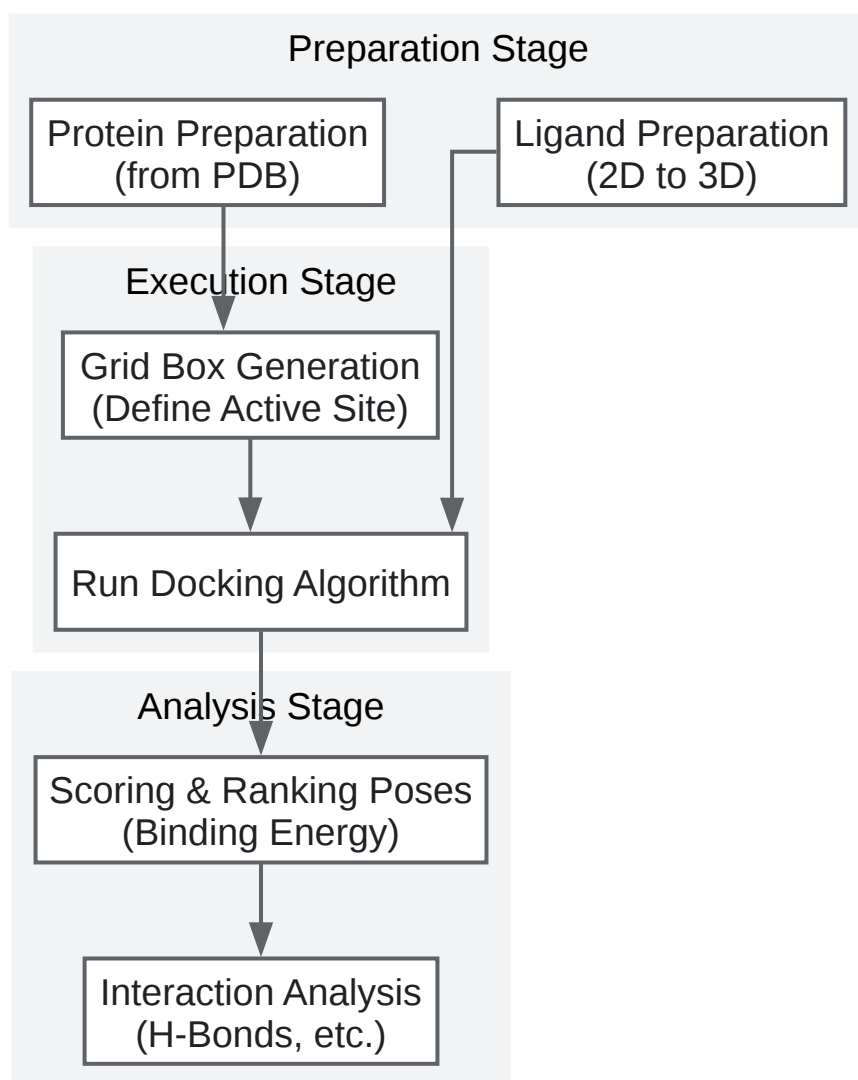 Preparation Stage
Protein Preparation
(from PDB)
Ligand Preparation
(2D to 3D)
Execution Stage
Grid Box Generation
(Define Active Site)
Run Docking Algorithm
Analysis Stage
Scoring & Ranking Poses
(Binding Energy)
Interaction Analysis
(H-Bonds, etc.)